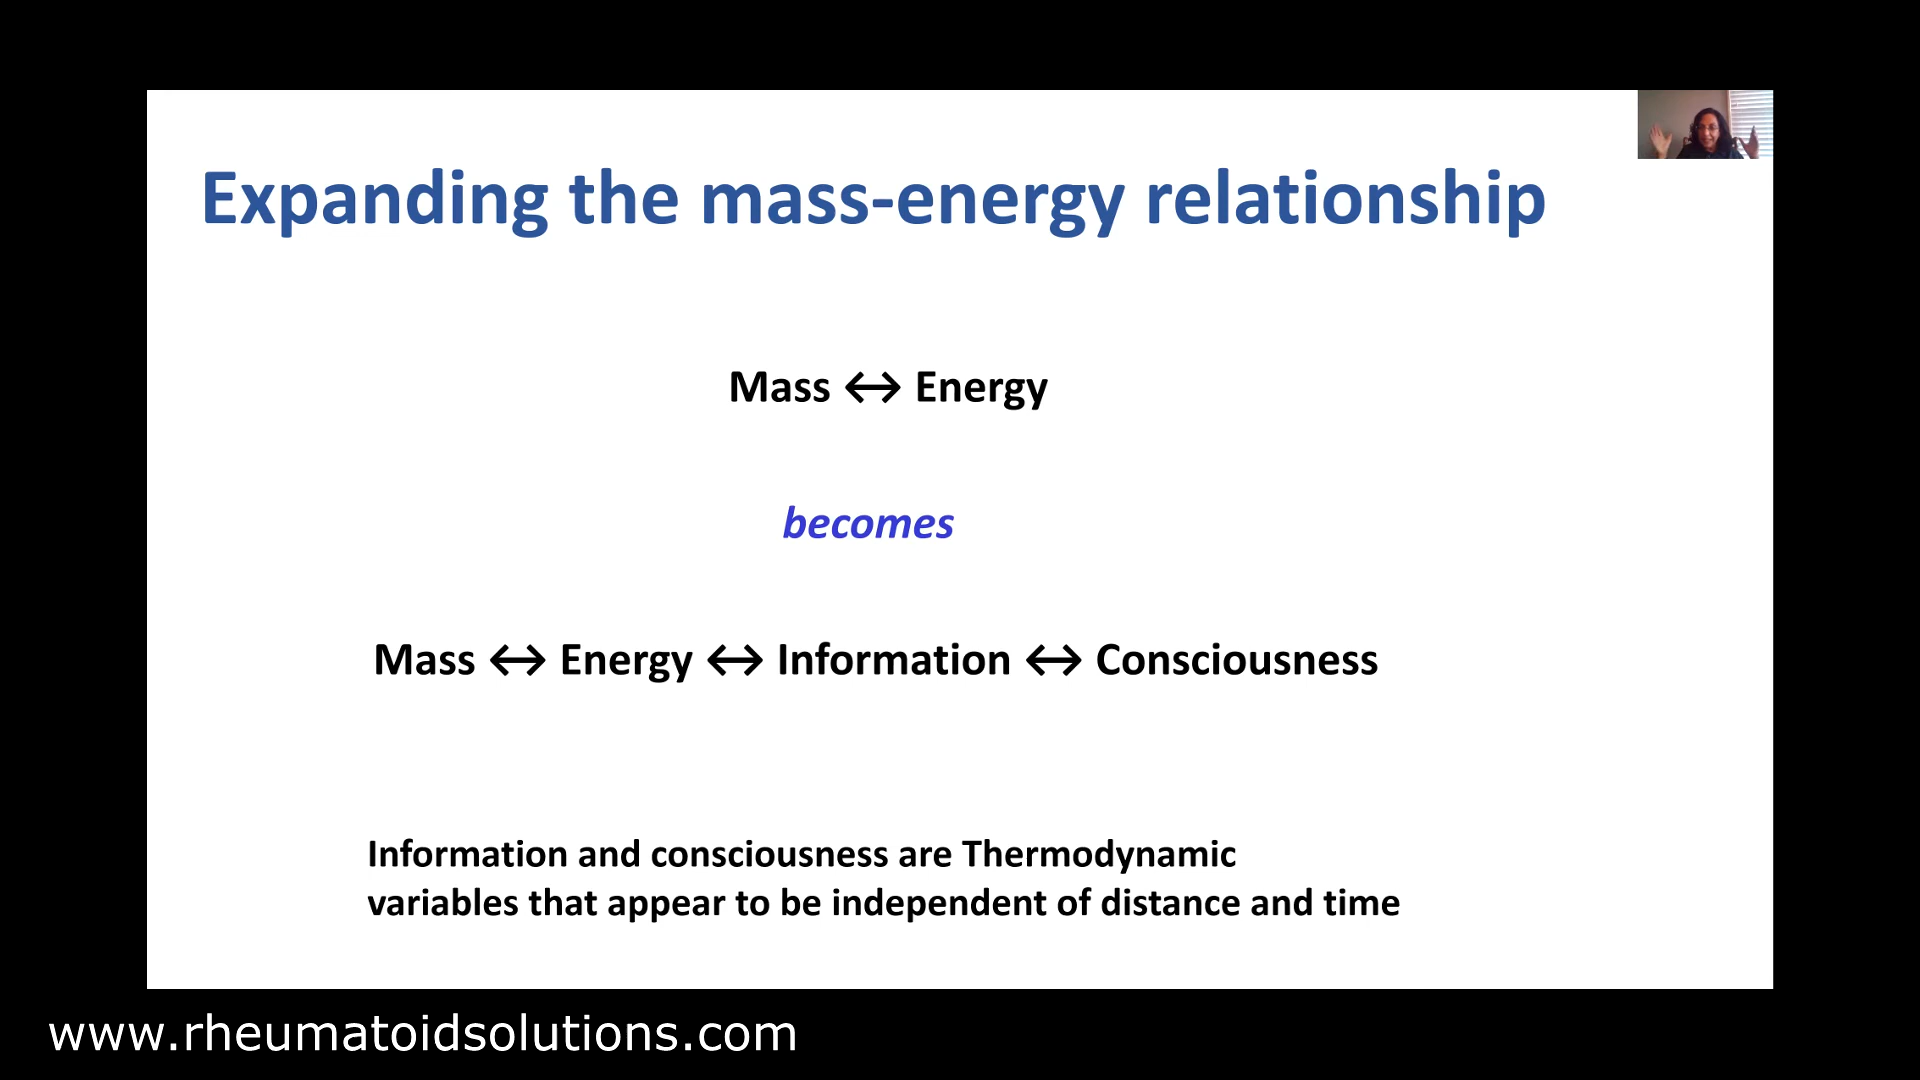 Expanding the mass-energy relationship
Mass ↔ Energy
becomes
Mass ↔ Energy ↔ Information ↔ Consciousness
Information and consciousness are Thermodynamic
variables that appear to be independent of distance and time
www.rheumatoidsolutions.com